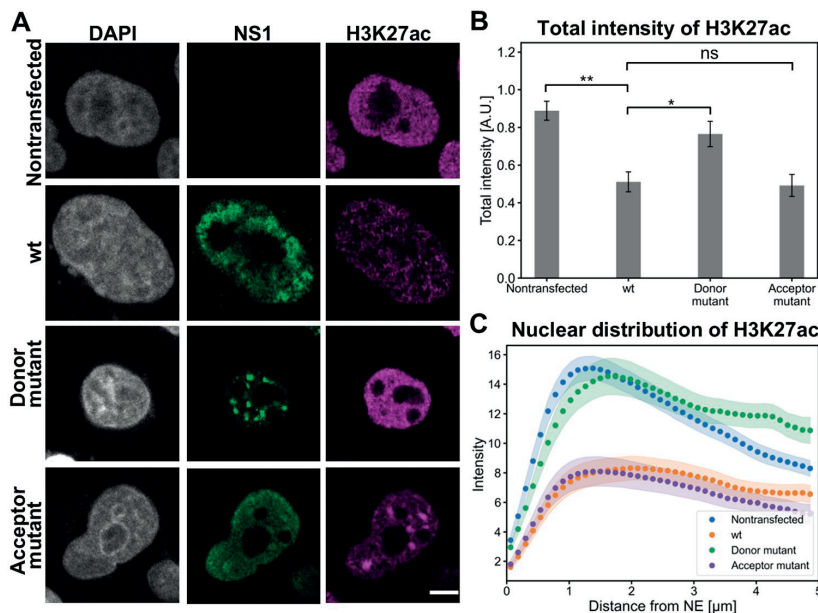 A
DAPI
NS1
H3K27ac
Nontransfected
wt
Donor
mutant
Acceptor
mutant
B
Total intensity of H3K27ac
Total intensity [A.U.]
1.2
1.0
0.8
0.6
0.4
0.2
0.0
**
*
ns
Nontransfected
wt
Donor
mutant
Acceptor
mutant
C
Nuclear distribution of H3K27ac
Intensity
16
14
12
10
8
6
4
2
0
0
1
2
3
4
5
Distance from NE [µm]
Nontransfected
wt
Donor mutant
Acceptor mutant